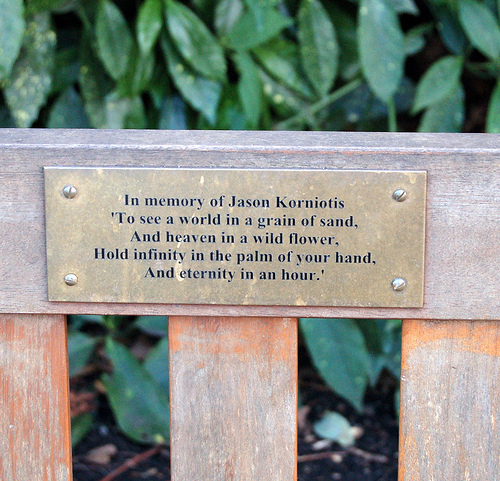 In memory of Jason Korniotis
'To see a world in a grain of sand,
And heaven in a wild flower,
Hold infinity in the palm of your hand,
And eternity in an hour.'